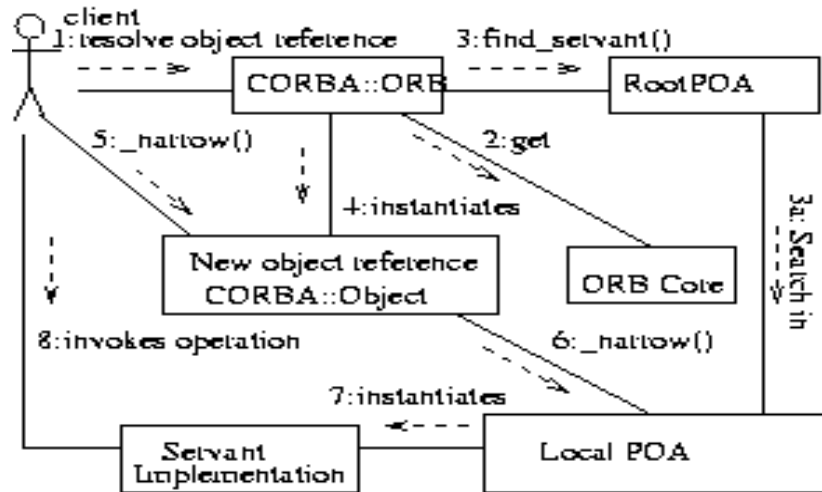 client
1:resolve object reference
3:find_servant()
CORBA::ORB
RootPOA
5:_narrow()
2:get
4:instantiates
3a: Search in
New object reference
CORBA::Object
ORB Core
8:invokes operation
6:_narrow()
7:instantiates
Servant
Implementation
Local POA